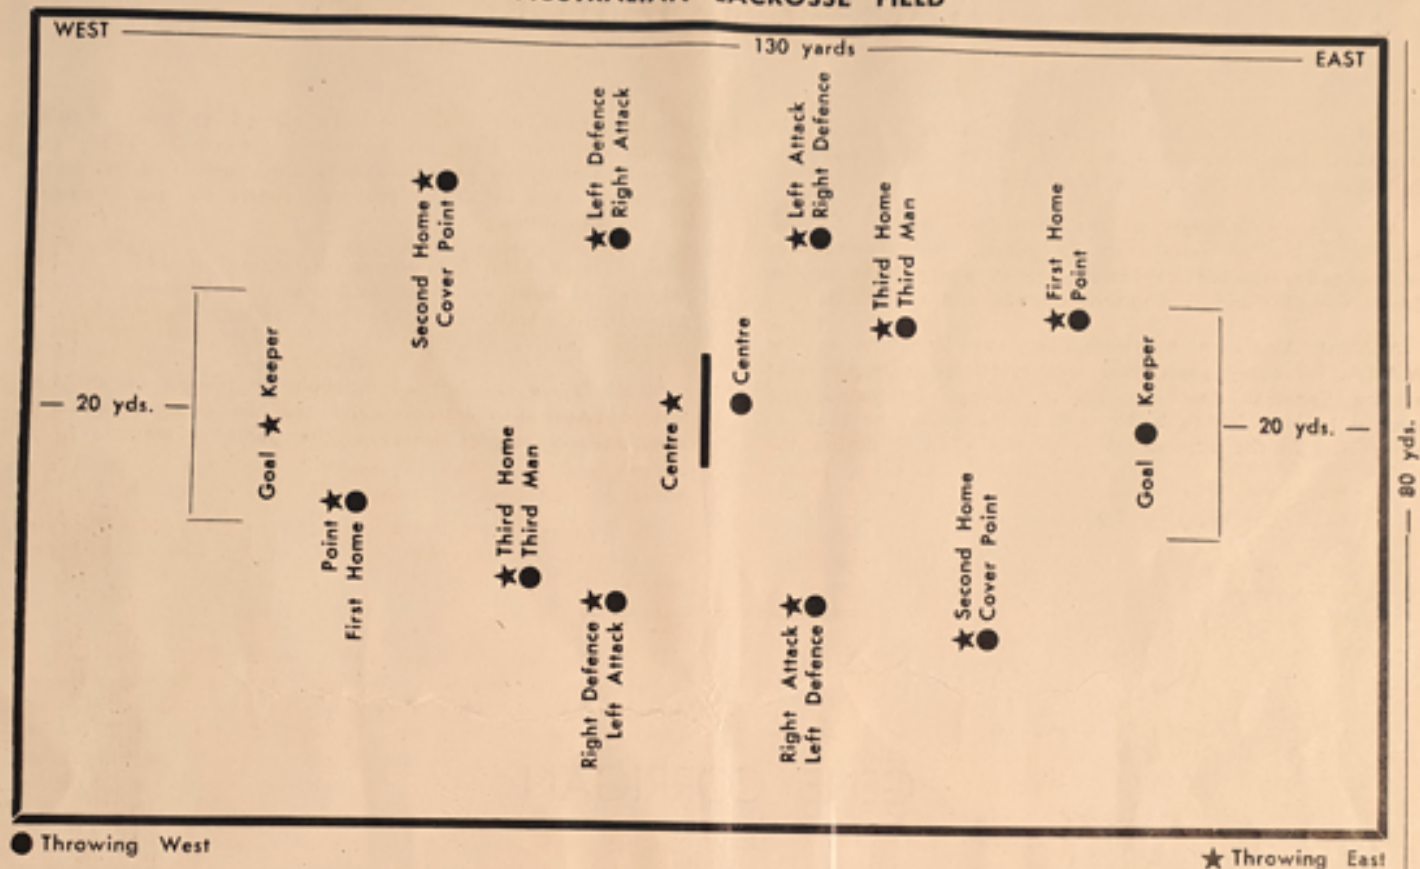 LACROSSE FIELD
WEST
130 yards
EAST
Left Defence
Right Attack
Left Attack
Right Defence
Second Home
Cover Point
Third Home
Third Man
First Home
Point
20 yds.
Goal Keeper
Centre
Centre
Goal Keeper
20 yds.
80 yds.
Point
First Home
Third Home
Third Man
Second Home
Cover Point
Right Defence
Left Attack
Right Attack
Left Defence
Throwing West
Throwing East